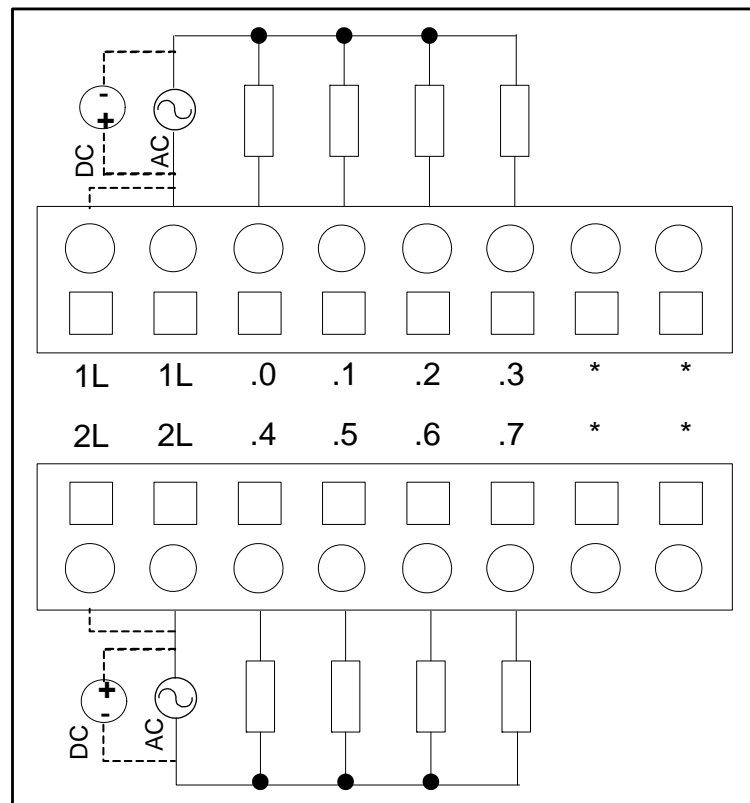 -
+
DC
AC
1L 1L .0 .1 .2 .3 * *
2L 2L .4 .5 .6 .7 * *
+
-
DC
AC